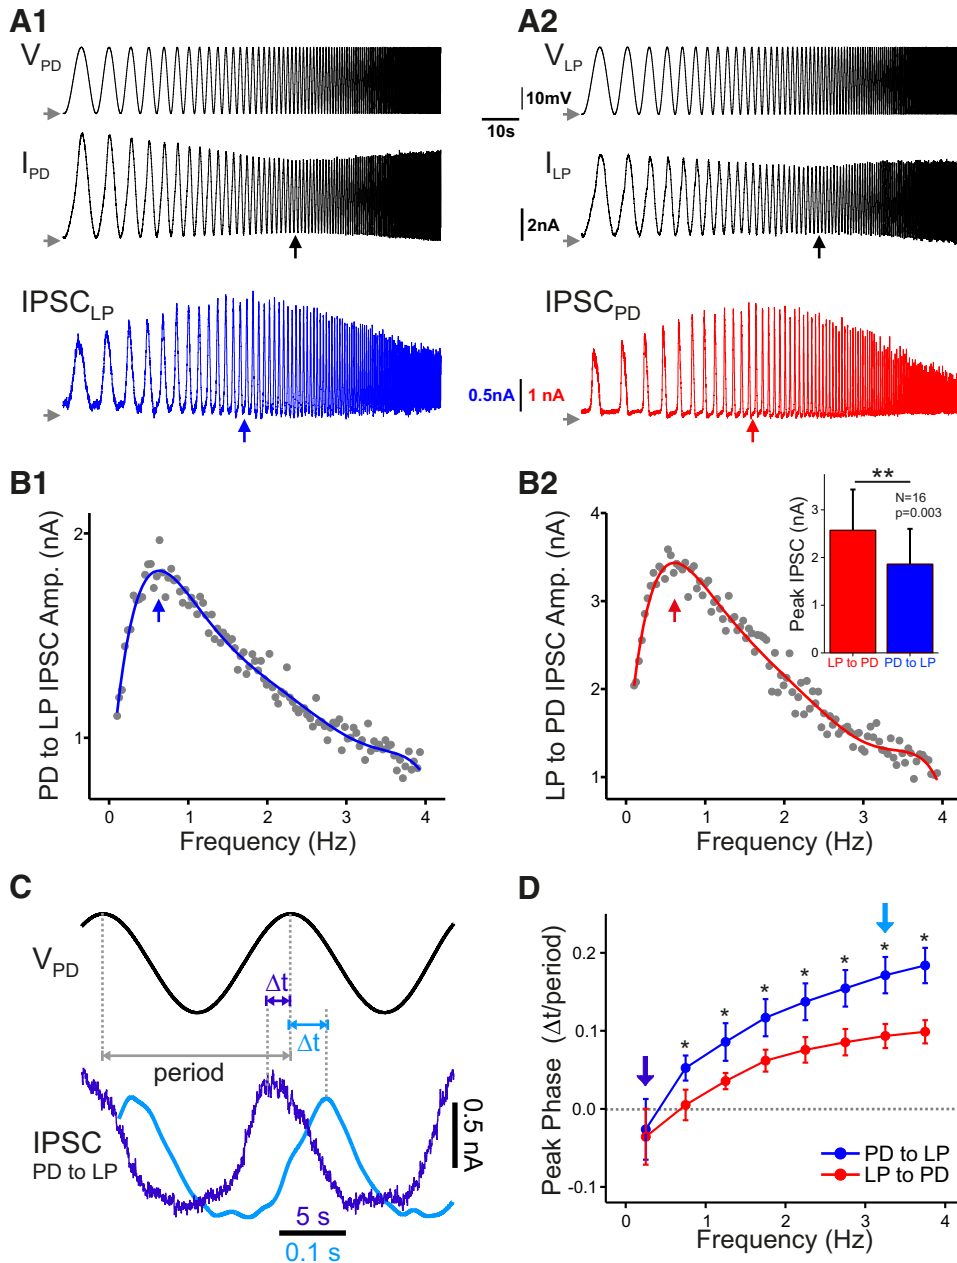 A1
V_PD
I_PD
IPSC_LP
A2
V_LP
10mV
10s
I_LP
2nA
IPSC_PD
0.5nA 1 nA
B1
PD to LP IPSC Amp. (nA)
2
1
0 1 2 3 4
Frequency (Hz)
B2
LP to PD IPSC Amp. (nA)
4
3
2
1
0 1 2 3 4
Frequency (Hz)
Peak IPSC (nA)
3
2
1
0
**
N=16
p=0.003
LP to PD PD to LP
C
V_PD
Δt
Δt
period
IPSC
PD to LP
0.5 nA
5 s
0.1 s
D
Peak Phase (Δt/period)
0.2
0.1
0.0
-0.1
* * * * * * *
PD to LP
LP to PD
0 1 2 3 4
Frequency (Hz)